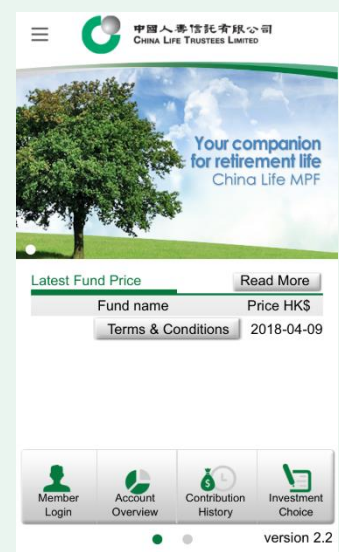 中國人壽信託有限公司
CHINA LIFE TRUSTEES LIMITED
Your companion
for retirement life
China Life MPF
Latest Fund Price
Read More
Fund name Price HK$
Terms & Conditions 2018-04-09
Member Login
Account Overview
Contribution History
Investment Choice
version 2.2